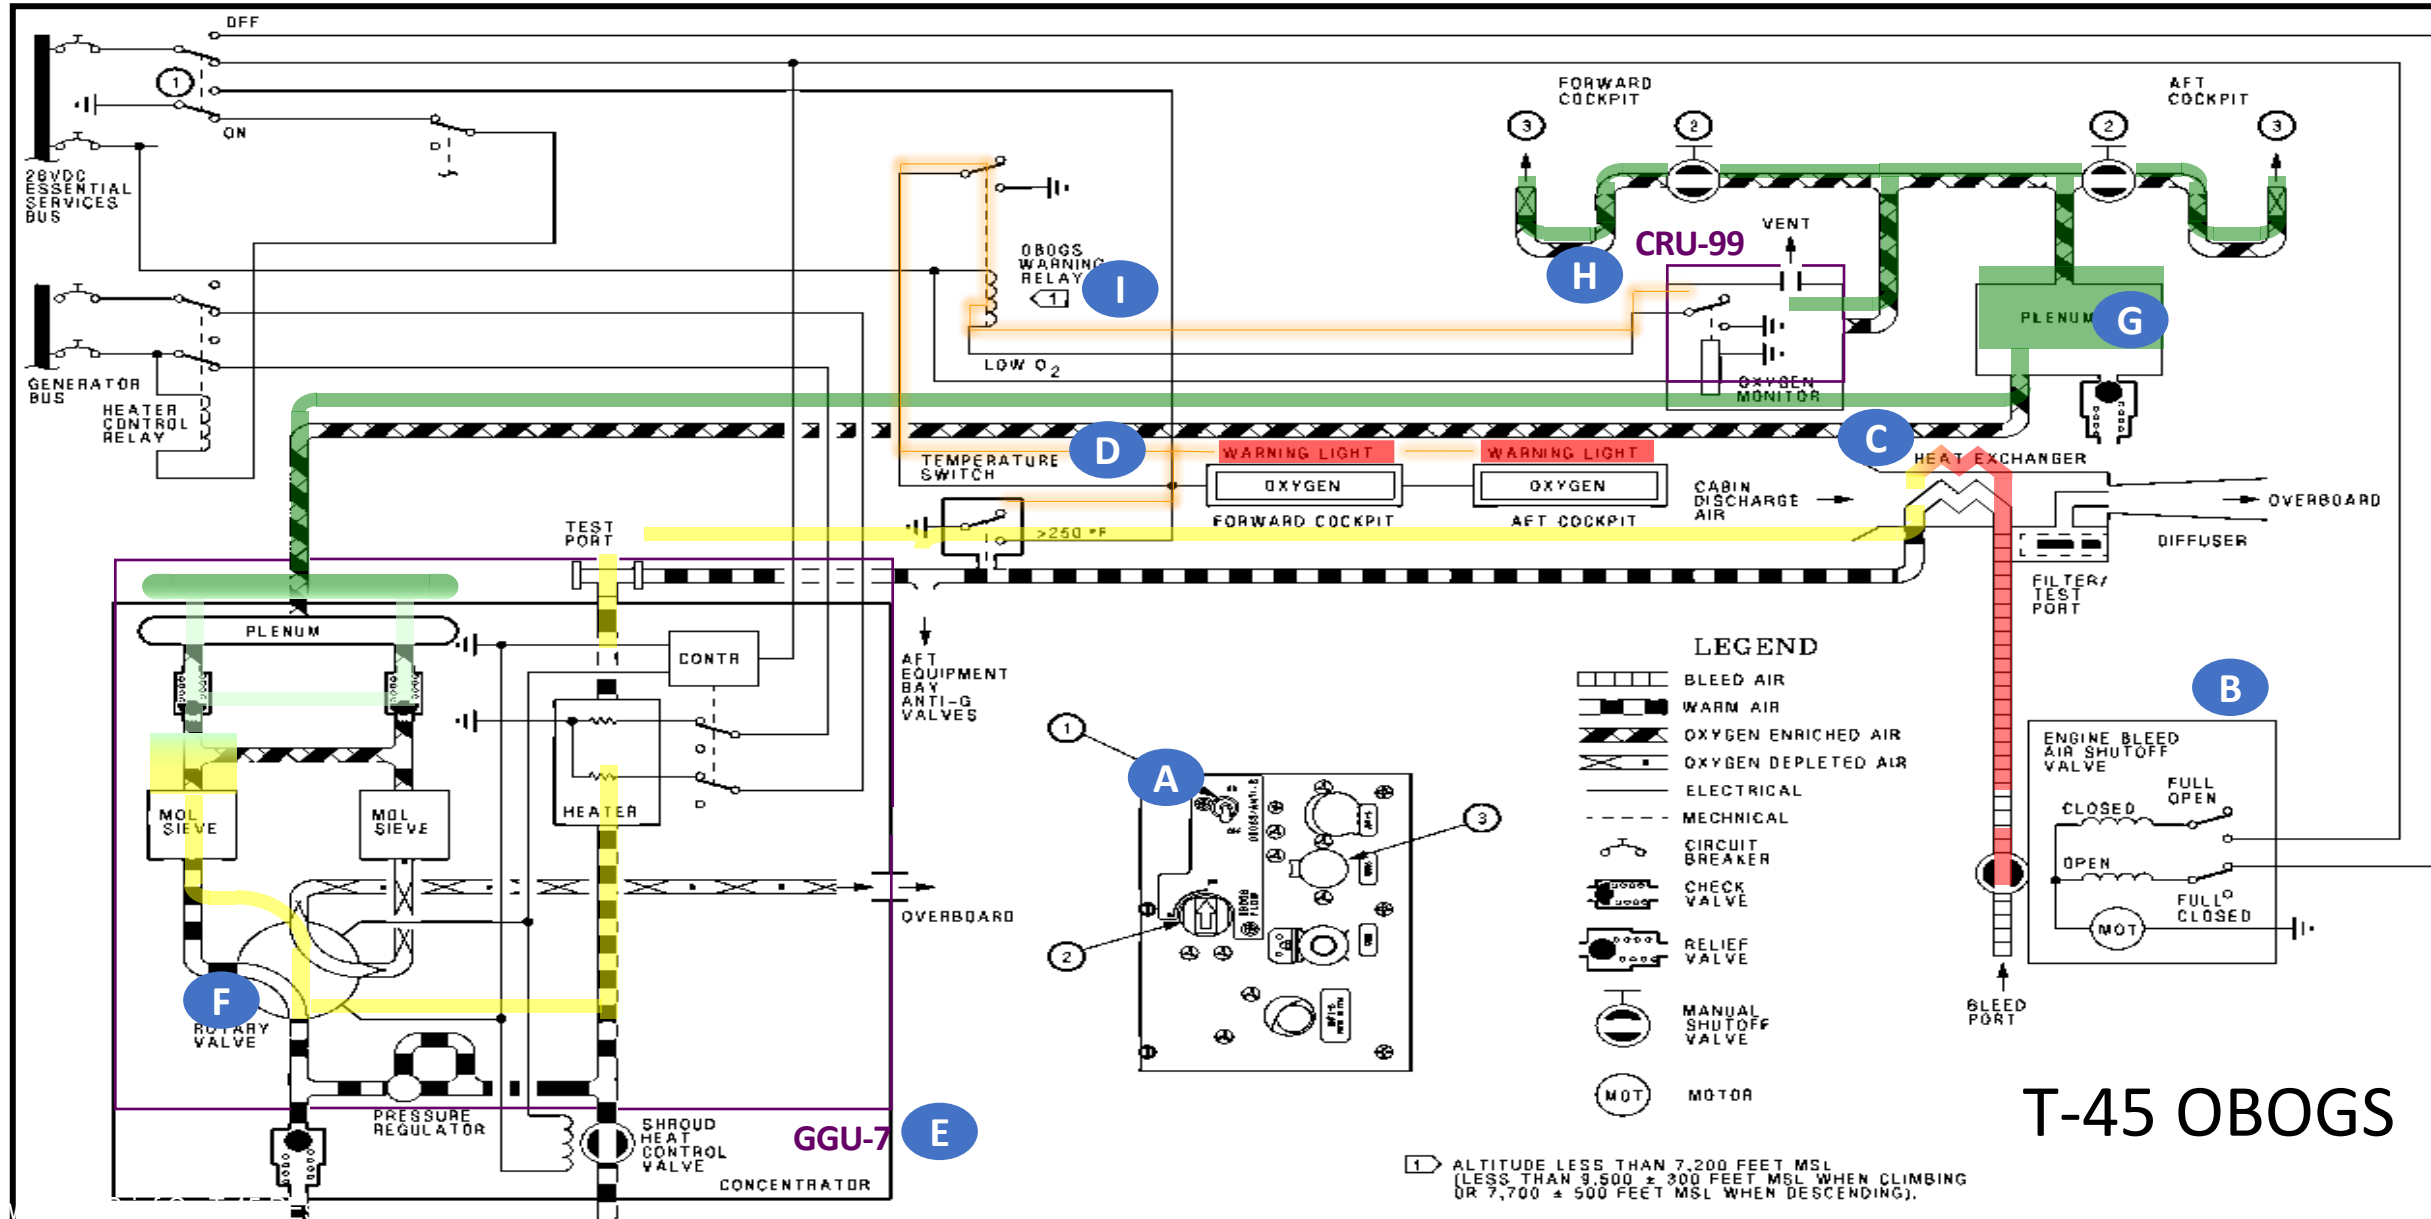 OFF
1
ON
28VDC
ESSENTIAL
SERVICES
BUS
GENERATOR
BUS
HEATER
CONTROL
RELAY
OBOGS
WARNING
RELAY
1
I
LOW O2
FORWARD
COCKPIT
AFT
COCKPIT
3
2
2
3
VENT
CRU-99
H
PLENUM
G
OXYGEN
MONITOR
C
D
TEMPERATURE
SWITCH
WARNING LIGHT
WARNING LIGHT
OXYGEN
OXYGEN
FORWARD COCKPIT
AFT COCKPIT
>250 °F
HEAT EXCHANGER
CABIN
DISCHARGE
AIR
OVERBOARD
DIFFUSER
FILTER/
TEST
PORT
TEST
PORT
PLENUM
CONTR
AFT
EQUIPMENT
BAY
ANTI-G
VALVES
MOL
SIEVE
MOL
SIEVE
HEATER
OVERBOARD
F
ROTARY
VALVE
PRESSURE
REGULATOR
SHROUD
HEAT
CONTROL
VALVE
GGU-7
E
CONCENTRATOR
1
A
OBOGS/ANTI-G
OBOGS
FLOW
2
3
LEGEND
BLEED AIR
WARM AIR
OXYGEN ENRICHED AIR
OXYGEN DEPLETED AIR
ELECTRICAL
MECHNICAL
CIRCUIT
BREAKER
CHECK
VALVE
RELIEF
VALVE
MANUAL
SHUTOFF
VALVE
MOT
MOTOR
B
ENGINE BLEED
AIR SHUTOFF
VALVE
FULL
OPEN
CLOSED
OPEN
FULL
CLOSED
MOT
BLEED
PORT
T-45 OBOGS
1
ALTITUDE LESS THAN 7,200 FEET MSL
(LESS THAN 9,500 ± 300 FEET MSL WHEN CLIMBING
OR 7,700 ± 500 FEET MSL WHEN DESCENDING).